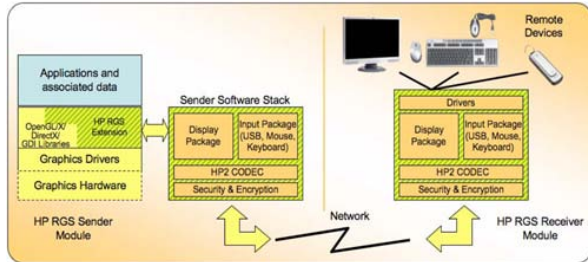 Remote
Devices
Applications and
associated data
OpenGL/X/
DirectX/
GDI Libraries
HP RGS
Extension
Graphics Drivers
Graphics Hardware
HP RGS Sender
Module
Sender Software Stack
Display
Package
Input Package
(USB, Mouse,
Keyboard)
HP2 CODEC
Security & Encryption
Network
Drivers
Display
Package
Input Package
(USB, Mouse,
Keyboard)
HP2 CODEC
Security & Encryption
HP RGS Receiver
Module